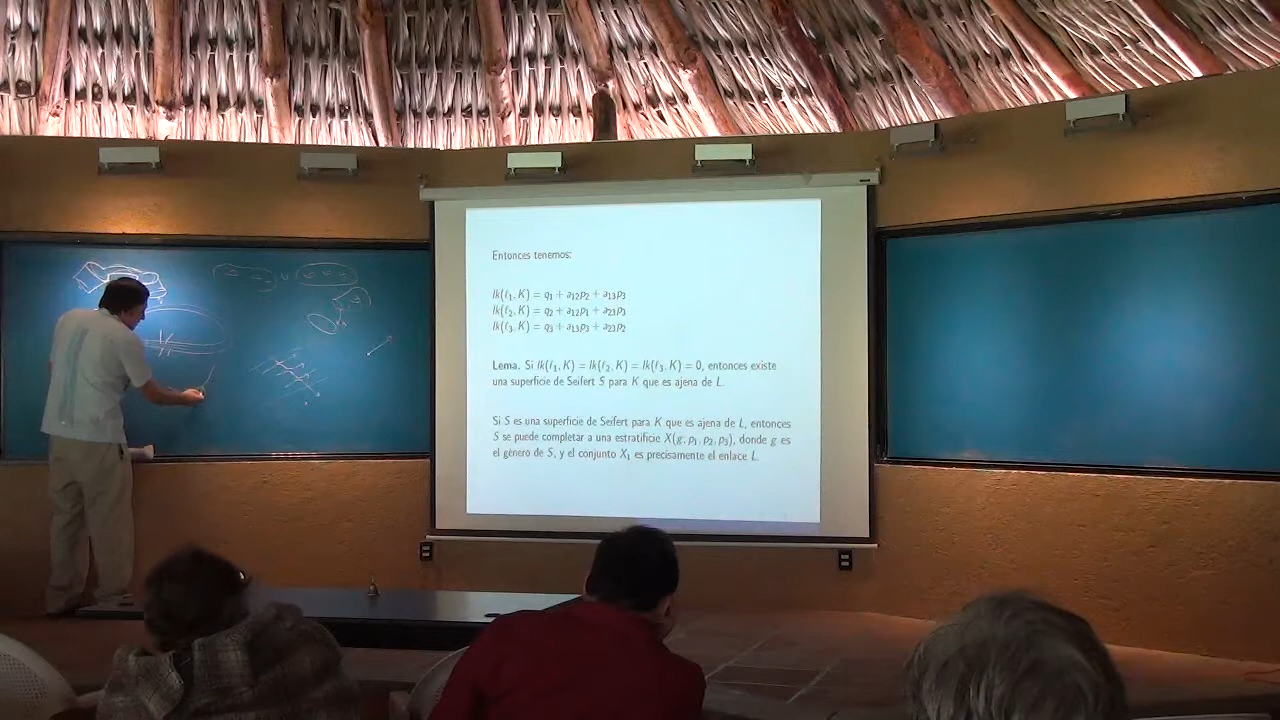 Entonces tenemos:
lk(ℓ₁, K) = q₁ + a₁₂p₂ + a₁₃p₃
lk(ℓ₂, K) = q₂ + a₁₂p₁ + a₂₃p₃
lk(ℓ₃, K) = q₃ + a₁₃p₃ + a₂₃p₂
Lema. Si lk(ℓ₁, K) = lk(ℓ₂, K) = lk(ℓ₃, K) = 0, entonces existe
una superficie de Seifert S para K que es ajena de L.
Si S es una superficie de Seifert para K que es ajena de L, entonces
S se puede completar a una estratificie X(g, p₁, p₂, p₃), donde g es
el género de S, y el conjunto X₁ es precisamente el enlace L.